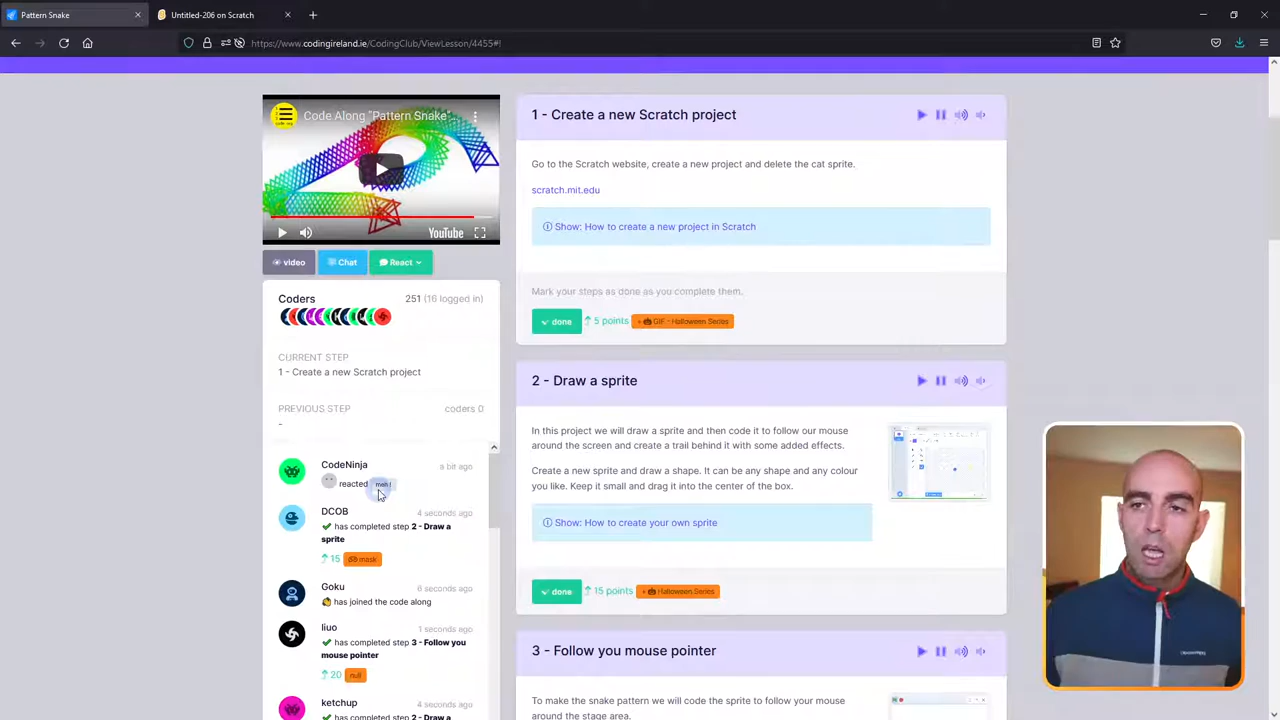 Pattern Snake
Untitled-206 on Scratch
https://www.codingireland.ie/CodingClub/ViewLesson/4455#!
Code Along "Pattern Snake"
YouTube
video
Chat
React
Coders
251 (16 logged in)
CURRENT STEP
1 - Create a new Scratch project
PREVIOUS STEP
coders 0
-
CodeNinja
a bit ago
reacted meh!
DCOB
4 seconds ago
has completed step 2 - Draw a
sprite
15 mask
Goku
6 seconds ago
has joined the code along
liuo
1 seconds ago
has completed step 3 - Follow you
mouse pointer
20 null
ketchup
4 seconds ago
has completed step 2 - Draw a
1 - Create a new Scratch project
Go to the Scratch website, create a new project and delete the cat sprite.
scratch.mit.edu
Show: How to create a new project in Scratch
Mark your steps as done as you complete them.
done 5 points + GIF - Halloween Series
2 - Draw a sprite
In this project we will draw a sprite and then code it to follow our mouse
around the screen and create a trail behind it with some added effects.
Create a new sprite and draw a shape. It can be any shape and any colour
you like. Keep it small and drag it into the center of the box.
Show: How to create your own sprite
done 15 points + Halloween Series
3 - Follow you mouse pointer
To make the snake pattern we will code the sprite to follow your mouse
around the stage area.